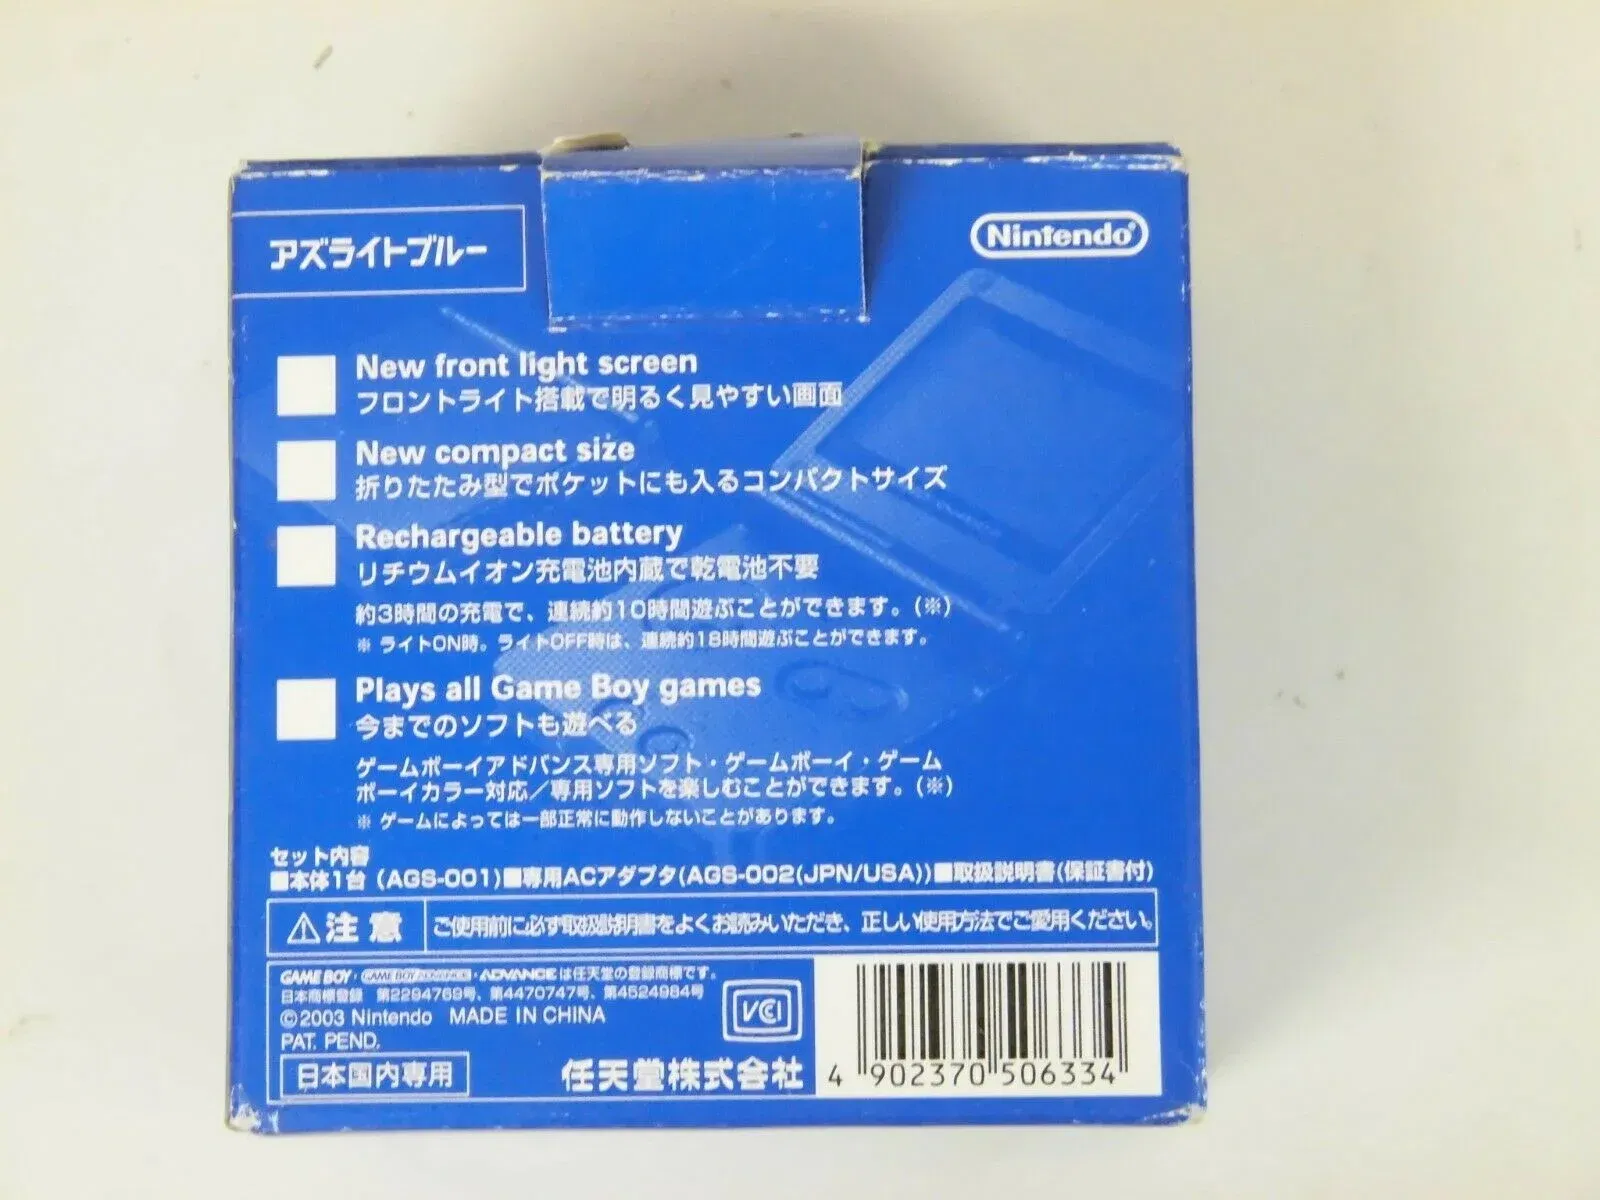 アズライトブルー
Nintendo
New front light screen
フロントライト搭載で明るく見やすい画面
New compact size
折りたたみ型でポケットにも入るコンパクトサイズ
Rechargeable battery
リチウムイオン充電池内蔵で乾電池不要
約3時間の充電で、連続約10時間遊ぶことができます。(※)
※ ライトON時。ライトOFF時は、連続約18時間遊ぶことができます。
Plays all Game Boy games
今までのソフトも遊べる
ゲームボーイアドバンス専用ソフト・ゲームボーイ・ゲーム
ボーイカラー対応／専用ソフトを楽しむことができます。(※)
※ ゲームによっては一部正常に動作しないことがあります。
セット内容
■本体1台 (AGS-001)■専用ACアダプタ(AGS-002(JPN/USA))■取扱説明書(保証書付)
⚠注意 ご使用前に必ず取扱説明書をよくお読みいただき、正しい使用方法でご愛用ください。
GAME BOY・GAME BOY ADVANCE・ADVANCE は任天堂の登録商標です。
日本商標登録 第2294769号、第4470747号、第4524984号
©2003 Nintendo MADE IN CHINA
PAT. PEND.
VCCI
日本国内専用
任天堂株式会社
4 902370 506334